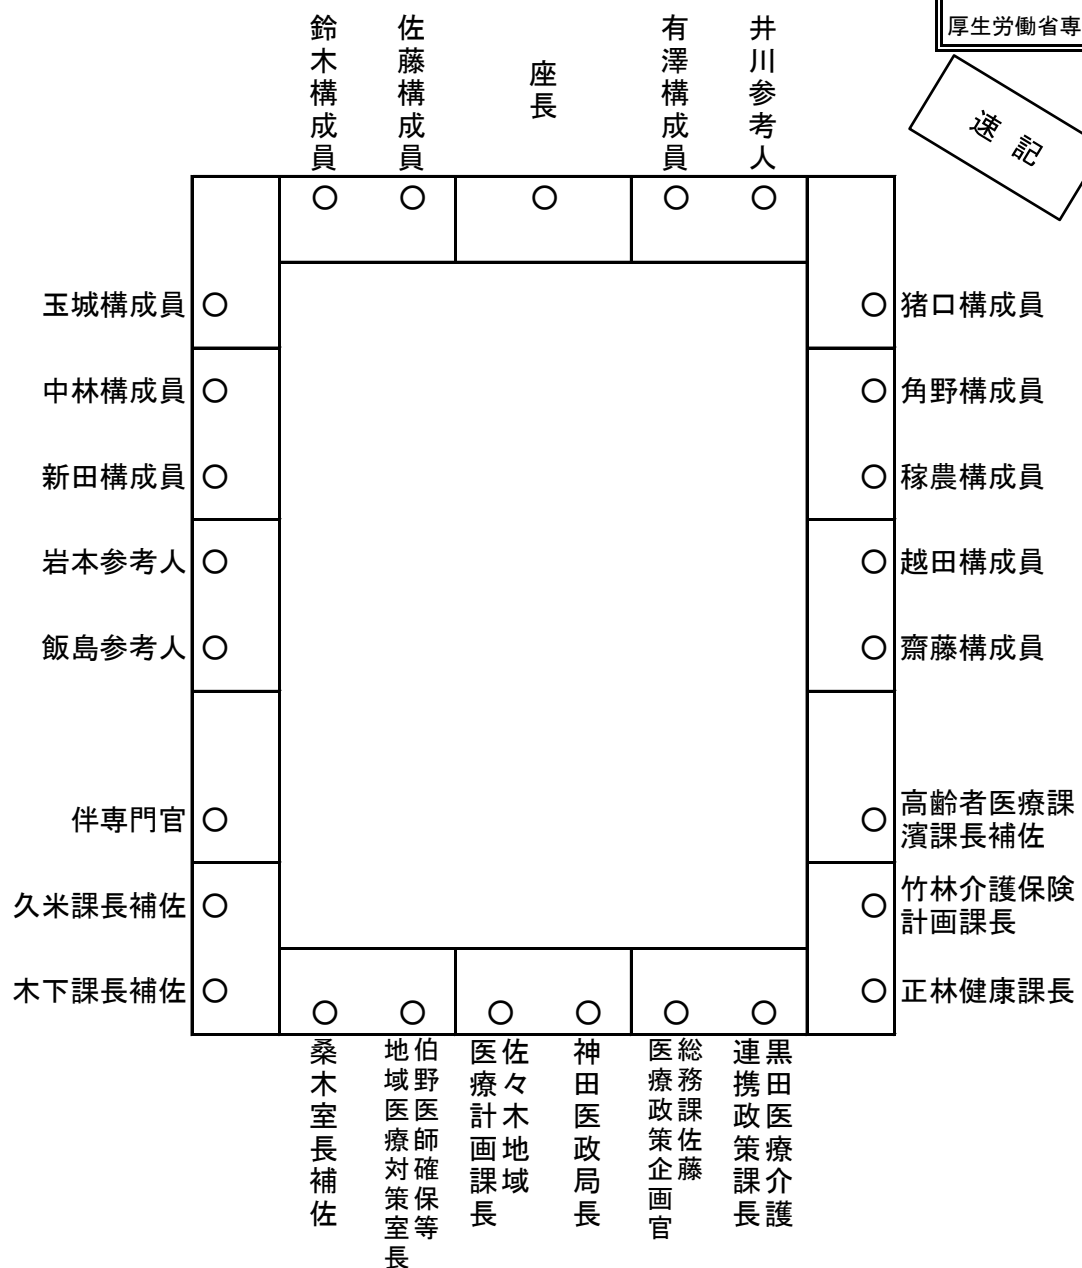 厚生労働省専
速記
鈴木構成員
佐藤構成員
座長
有澤構成員
井川参考人
玉城構成員
中林構成員
新田構成員
岩本参考人
飯島参考人
伴専門官
久米課長補佐
木下課長補佐
猪口構成員
角野構成員
稼農構成員
越田構成員
齋藤構成員
高齢者医療課
濱課長補佐
竹林介護保険
計画課長
正林健康課長
桑木室長補佐
伯野医師確保等
地域医療対策室長
佐々木地域
医療計画課長
神田医政局長
総務課佐藤
医療政策企画官
黒田医療介護
連携政策課長